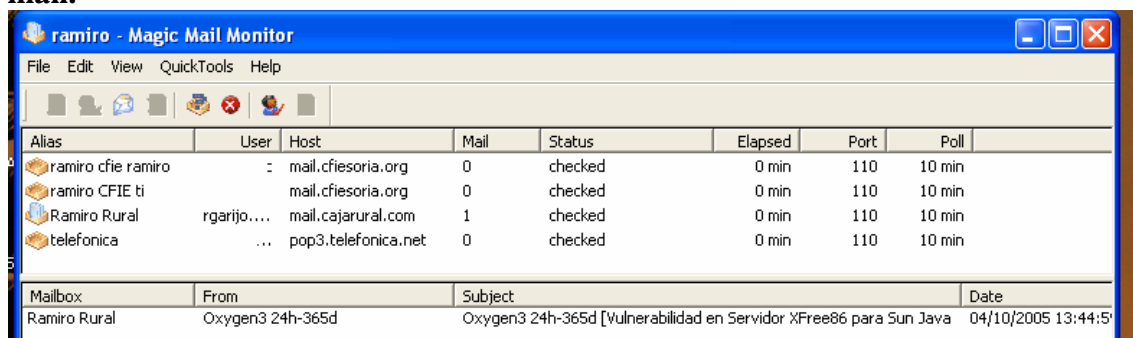 mail.
ramiro - Magic Mail Monitor
File Edit View QuickTools Help
Alias User Host Mail Status Elapsed Port Poll
ramiro cfie ramiro mail.cfiesoria.org 0 checked 0 min 110 10 min
ramiro CFIE ti mail.cfiesoria.org 0 checked 0 min 110 10 min
Ramiro Rural rgarijo.... mail.cajarural.com 1 checked 0 min 110 10 min
telefonica ... pop3.telefonica.net 0 checked 0 min 110 10 min
Mailbox From Subject Date
Ramiro Rural Oxygen3 24h-365d Oxygen3 24h-365d [Vulnerabilidad en Servidor XFree86 para Sun Java 04/10/2005 13:44:5